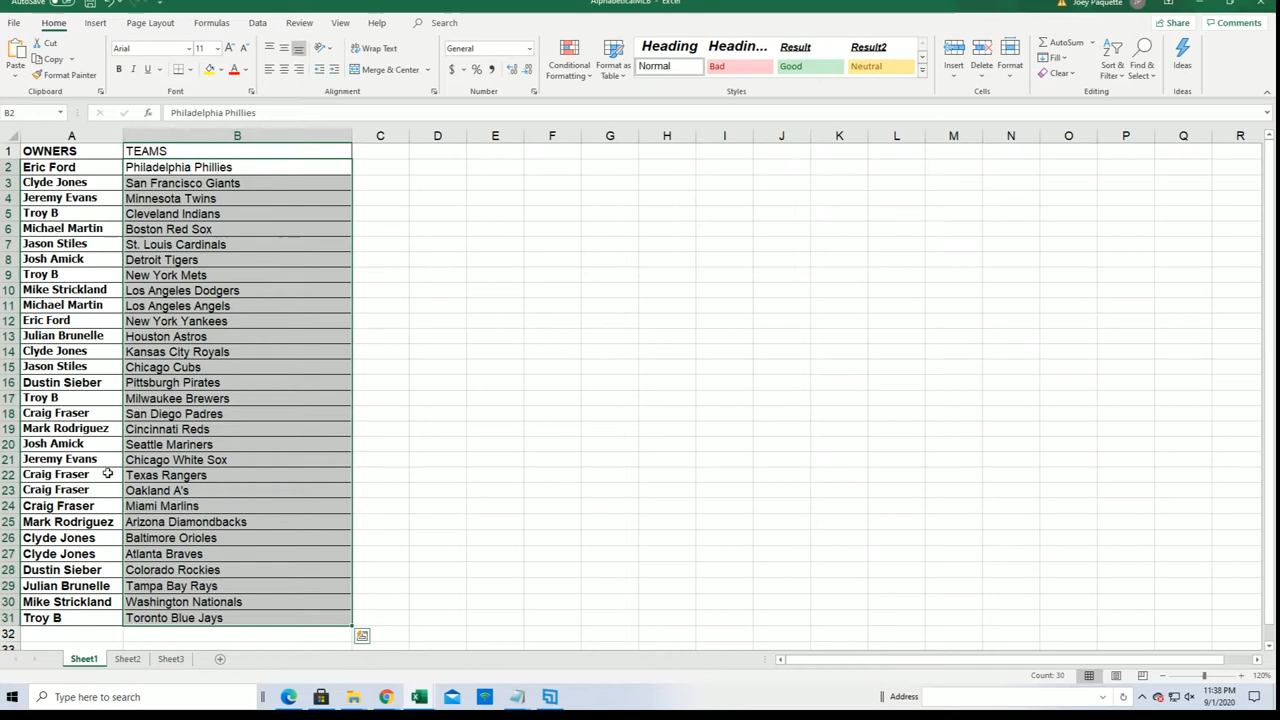 AutoSave
AlphabeticalMLB - Excel
Joey Paquette JP
File Home Insert Page Layout Formulas Data Review View Help Search Share Comments
Paste Cut Copy Format Painter Clipboard
Arial 11 Font
Wrap Text Merge & Center Alignment
General Number
Conditional Formatting Format as Table
Heading Headin... Result Result2
Normal Bad Good Neutral
Styles
Insert Delete Format Cells
AutoSum Fill Clear Sort & Filter Find & Select Editing
Ideas Ideas
B2 Philadelphia Phillies
A B C D E F G H I J K L M N O P Q R
1 OWNERS TEAMS
2 Eric Ford Philadelphia Phillies
3 Clyde Jones San Francisco Giants
4 Jeremy Evans Minnesota Twins
5 Troy B Cleveland Indians
6 Michael Martin Boston Red Sox
7 Jason Stiles St. Louis Cardinals
8 Josh Amick Detroit Tigers
9 Troy B New York Mets
10 Mike Strickland Los Angeles Dodgers
11 Michael Martin Los Angeles Angels
12 Eric Ford New York Yankees
13 Julian Brunelle Houston Astros
14 Clyde Jones Kansas City Royals
15 Jason Stiles Chicago Cubs
16 Dustin Sieber Pittsburgh Pirates
17 Troy B Milwaukee Brewers
18 Craig Fraser San Diego Padres
19 Mark Rodriguez Cincinnati Reds
20 Josh Amick Seattle Mariners
21 Jeremy Evans Chicago White Sox
22 Craig Fraser Texas Rangers
23 Craig Fraser Oakland A's
24 Craig Fraser Miami Marlins
25 Mark Rodriguez Arizona Diamondbacks
26 Clyde Jones Baltimore Orioles
27 Clyde Jones Atlanta Braves
28 Dustin Sieber Colorado Rockies
29 Julian Brunelle Tampa Bay Rays
30 Mike Strickland Washington Nationals
31 Troy B Toronto Blue Jays
32
33
Sheet1 Sheet2 Sheet3
Count: 30 120%
Type here to search Address 11:38 PM
9/1/2020